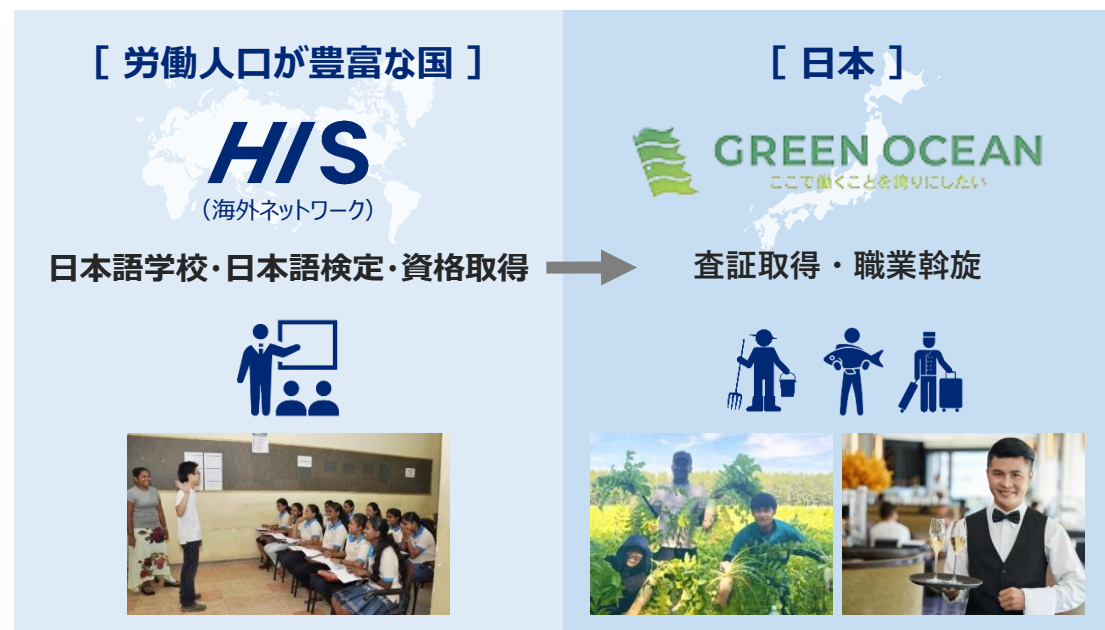 [ 労働人口が豊富な国 ]
HIS
（海外ネットワーク）
日本語学校・日本語検定・資格取得
[ 日本 ]
GREEN OCEAN
ここで働くことを誇りにしたい
査証取得・職業斡旋